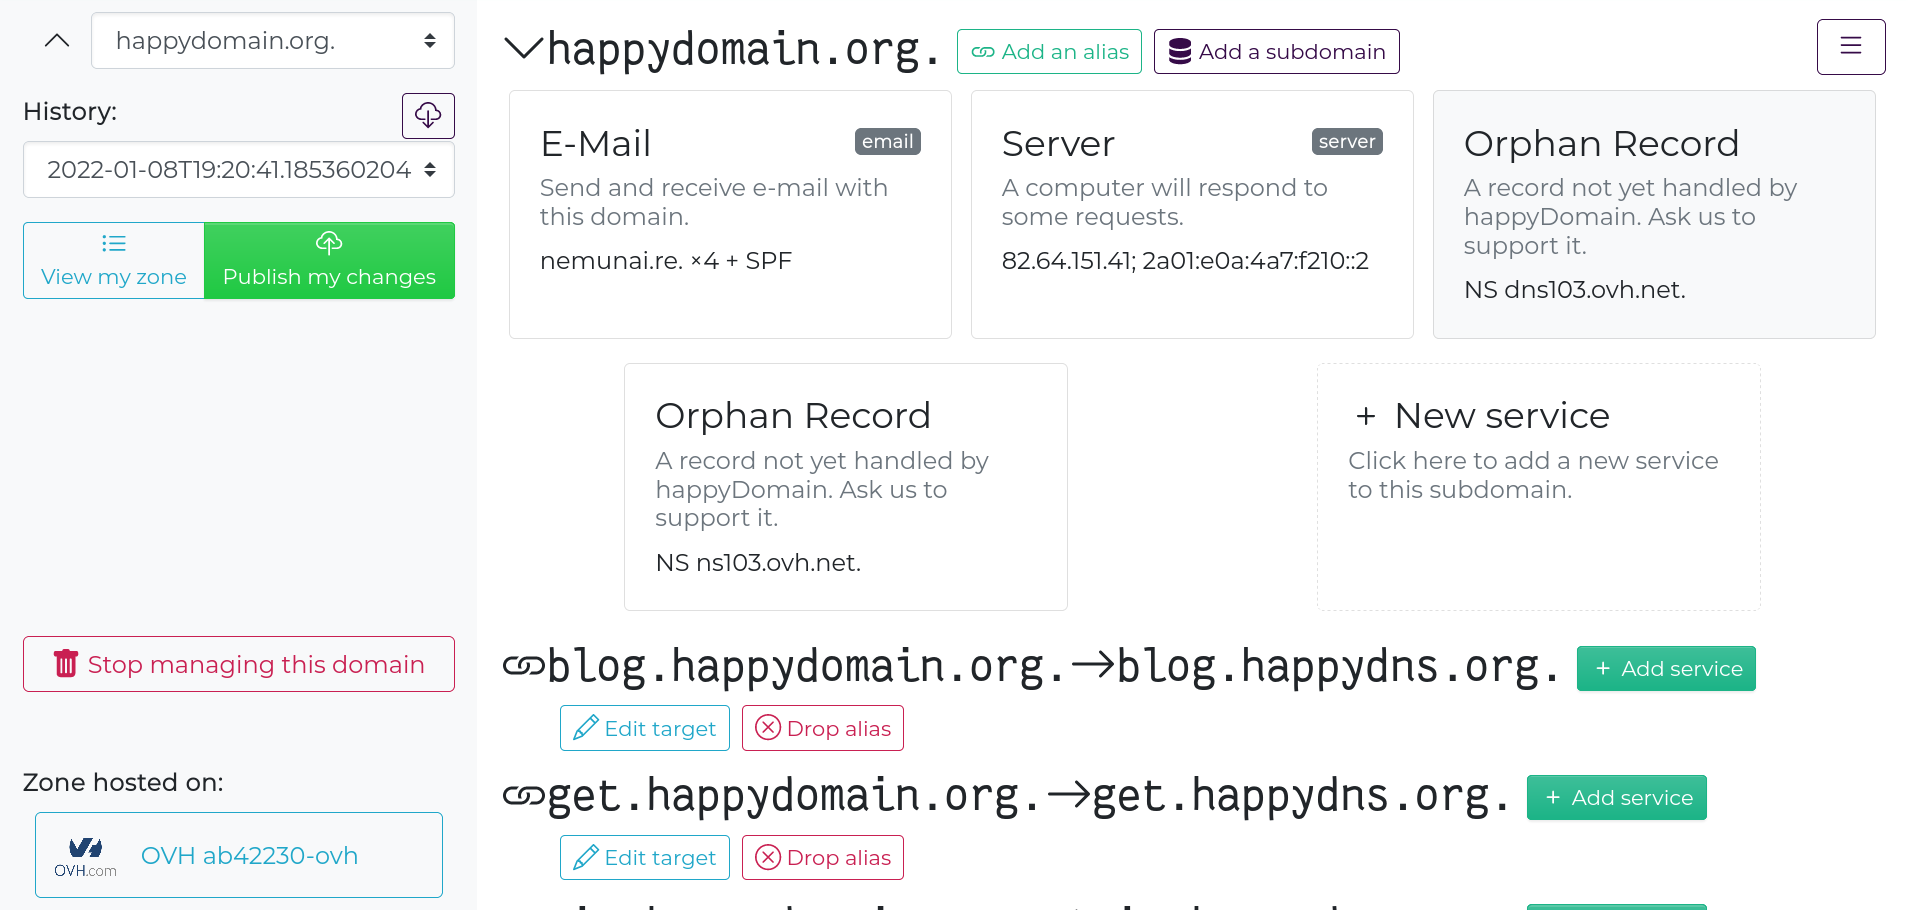 happydomain.org.
History:
2022-01-08T19:20:41.185360204
View my zone
Publish my changes
Stop managing this domain
Zone hosted on:
OVH.com
OVH ab42230-ovh
happydomain.org.
Add an alias
Add a subdomain
E-Mail
email
Send and receive e-mail with
this domain.
nemunai.re. ×4 + SPF
Server
server
A computer will respond to
some requests.
82.64.151.41; 2a01:e0a:4a7:f210::2
Orphan Record
A record not yet handled by
happyDomain. Ask us to
support it.
NS dns103.ovh.net.
Orphan Record
A record not yet handled by
happyDomain. Ask us to
support it.
NS ns103.ovh.net.
+ New service
Click here to add a new service
to this subdomain.
blog.happydomain.org.→blog.happydns.org.
+ Add service
Edit target
Drop alias
get.happydomain.org.→get.happydns.org.
+ Add service
Edit target
Drop alias